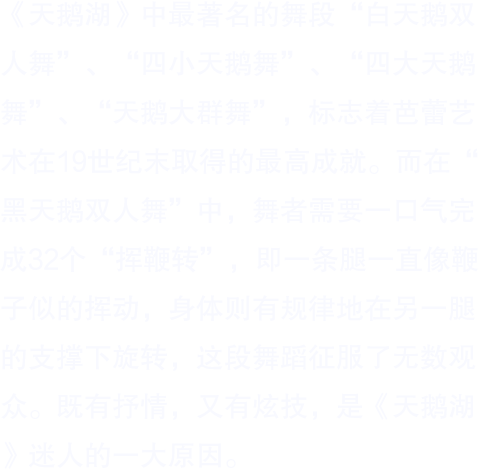 《天鹅湖》中最著名的舞段“白天鹅双
人舞”、“四小天鹅舞”、“四大天鹅
舞”、“天鹅大群舞”，标志着芭蕾艺
术在19世纪末取得的最高成就。而在“
黑天鹅双人舞”中，舞者需要一口气完
成32个“挥鞭转”，即一条腿一直像鞭
子似的挥动，身体则有规律地在另一腿
的支撑下旋转，这段舞蹈征服了无数观
众。既有抒情，又有炫技，是《天鹅湖
》迷人的一大原因。